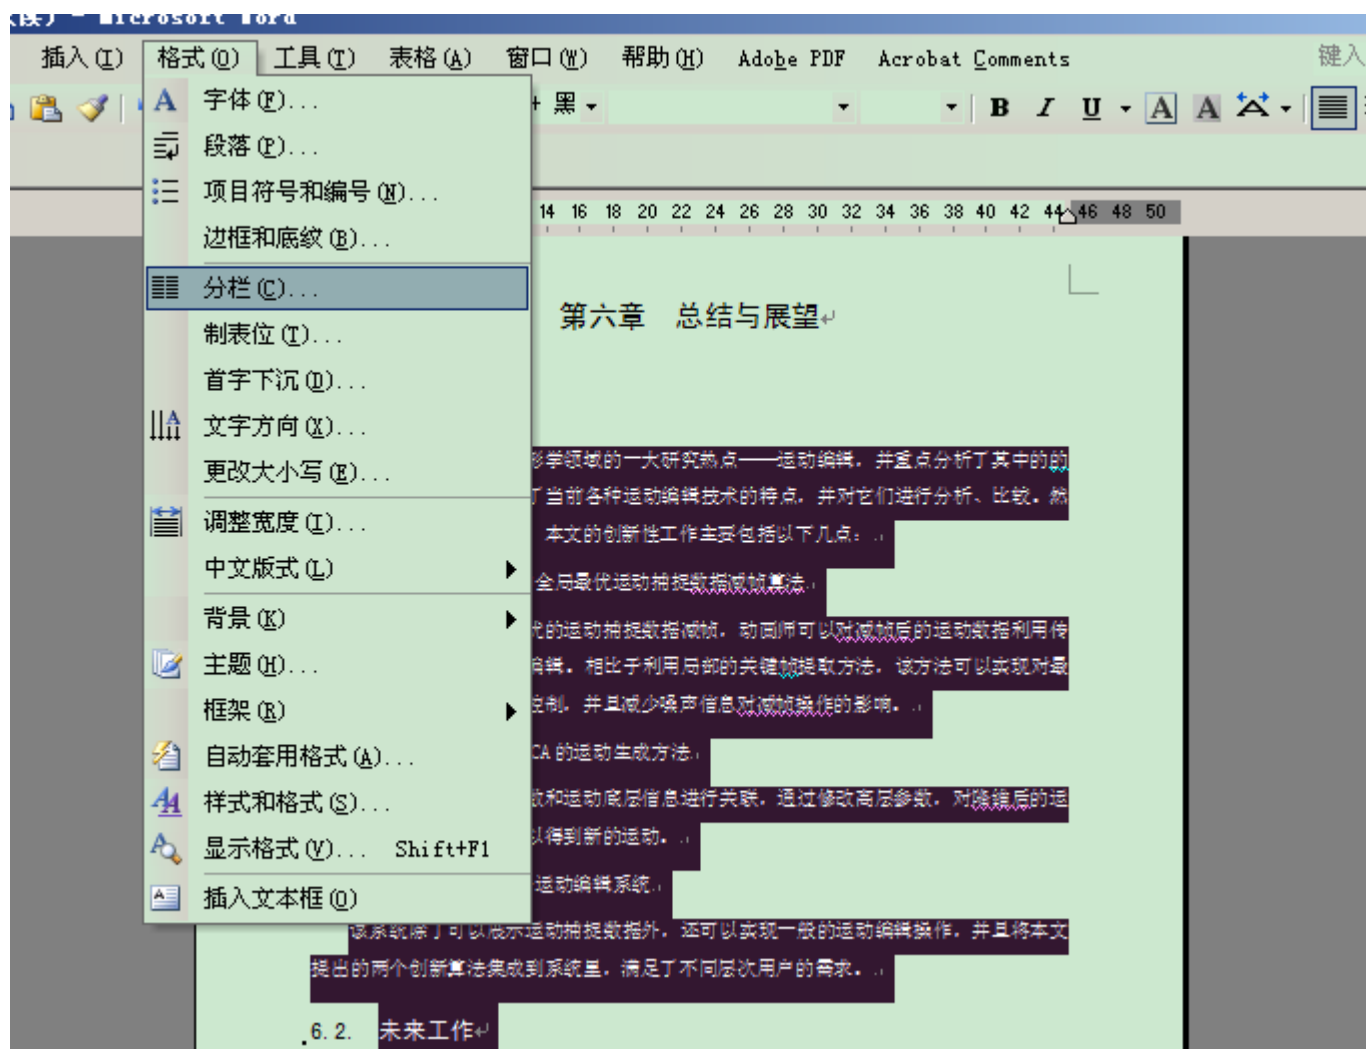 ) - Microsoft Word
插入(I) 格式(O) 工具(T) 表格(A) 窗口(W) 帮助(H) Adobe PDF Acrobat Comments 键入
+ 黑 B I U A A
字体(F)...
段落(P)...
项目符号和编号(N)...
边框和底纹(B)...
分栏(C)...
制表位(T)...
首字下沉(D)...
文字方向(X)...
更改大小写(E)...
调整宽度(I)...
中文版式(L)
背景(K)
主题(H)...
框架(R)
自动套用格式(A)...
样式和格式(S)...
显示格式(V)... Shift+F1
插入文本框(O)
14 16 18 20 22 24 26 28 30 32 34 36 38 40 42 44 46 48 50
第六章 总结与展望
形学领域的一大研究热点——运动编辑，并重点分析了其中的的
了当前各种运动编辑技术的特点，并对它们进行分析、比较。然
本文的创新性工作主要包括以下几点：
全局最优运动捕捉数据减帧算法
优的运动捕捉数据减帧，动画师可以对减帧后的运动数据利用传
编辑。相比于利用局部的关键帧提取方法，该方法可以实现对最
控制，并且减少噪声信息对减帧操作的影响。
CA 的运动生成方法
数和运动底层信息进行关联，通过修改高层参数，对降维后的运
以得到新的运动。
运动编辑系统
该系统除了可以展示运动捕捉数据外，还可以实现一般的运动编辑操作，并且将本文
提出的两个创新算法集成到系统里，满足了不同层次用户的需求。
6.2. 未来工作